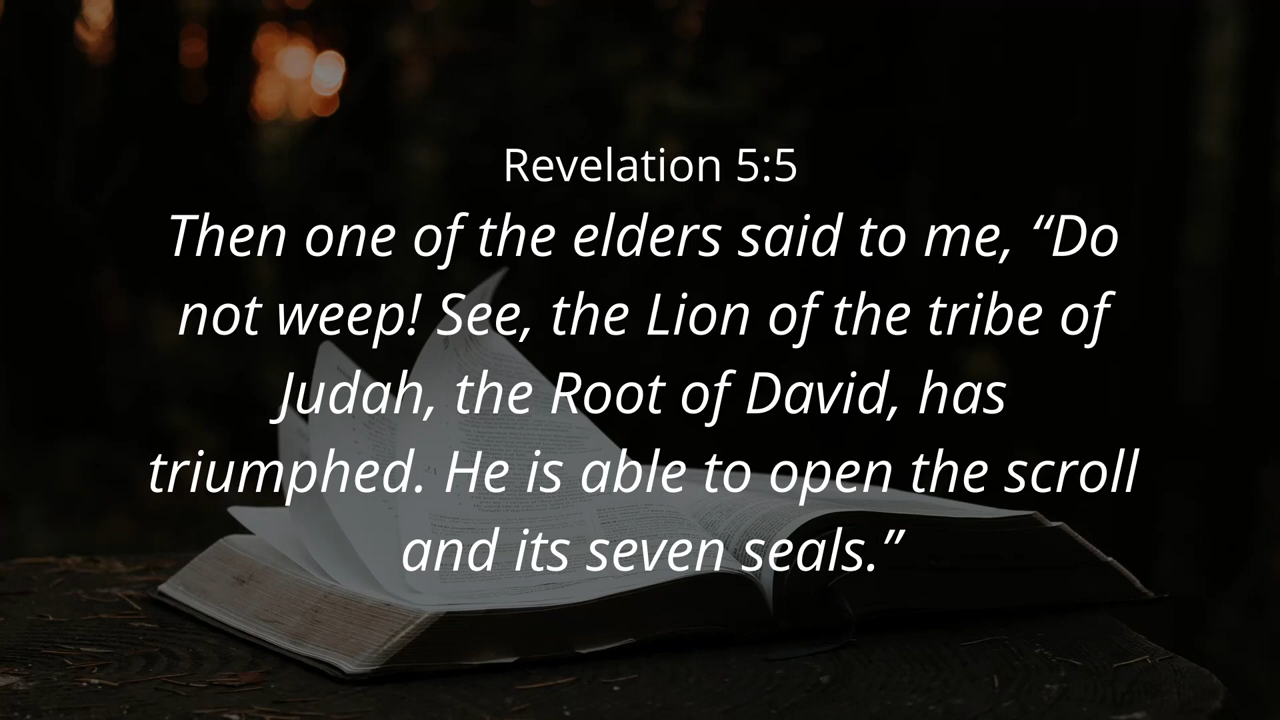 Revelation 5:5
Then one of the elders said to me, “Do
not weep! See, the Lion of the tribe of
Judah, the Root of David, has
triumphed. He is able to open the scroll
and its seven seals.”